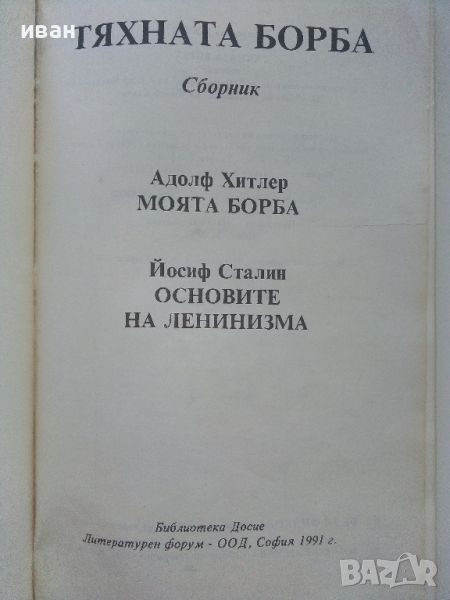 иван
ТЯХНАТА БОРБА
Сборник
Адолф Хитлер
МОЯТА БОРБА
Йосиф Сталин
ОСНОВИТЕ
НА ЛЕНИНИЗМА
Библиотека Досие
Литературен форум - ООД, София 1991 г.
BAZAR